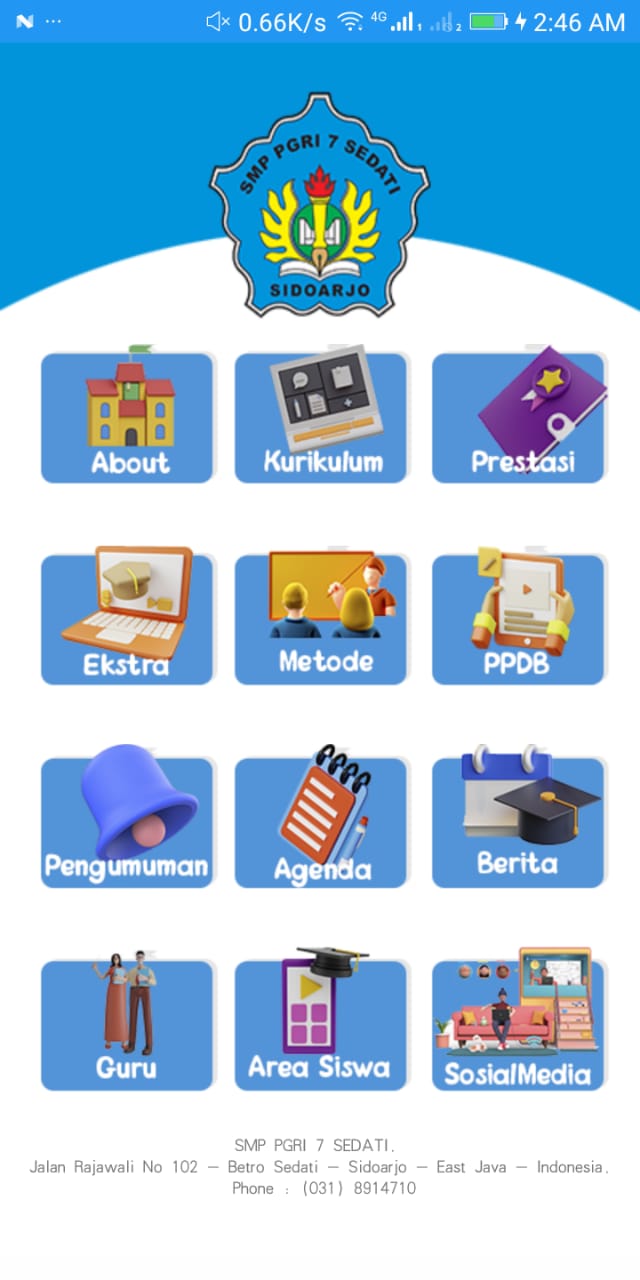 0.66K/s 4G 1 2 2:46 AM
SMP PGRI 7 SEDATI
SIDOARJO
About Kurikulum Prestasi
Ekstra Metode PPDB
Pengumuman Agenda Berita
Guru Area Siswa SosialMedia
SMP PGRI 7 SEDATI.
Jalan Rajawali No 102 - Betro Sedati - Sidoarjo - East Java - Indonesia.
Phone : (031) 8914710